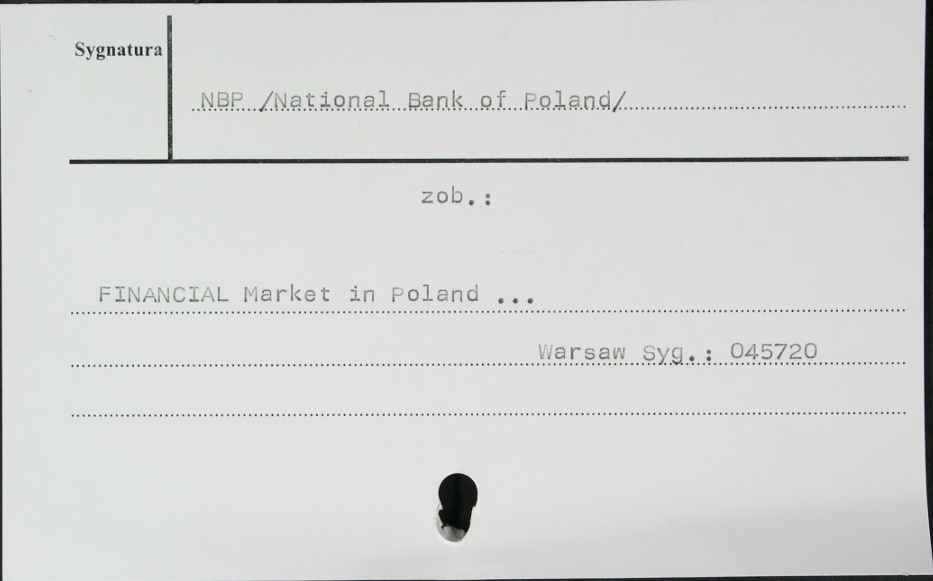 Sygnatura
NBP /National Bank of Poland/
zob.:
FINANCIAL Market in Poland ...
Warsaw Syg.: 045720